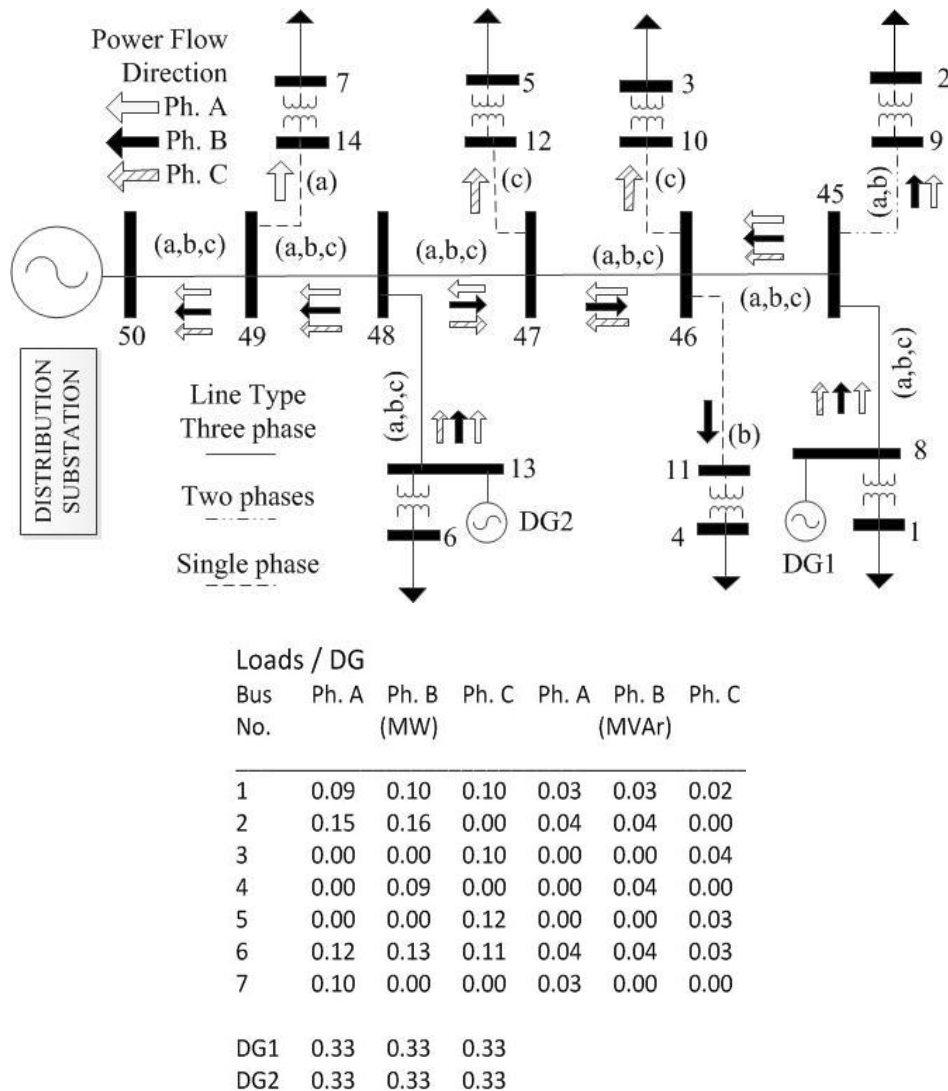 Power Flow
Direction
Ph. A
Ph. B
Ph. C
7
14
(a)
5
12
(c)
3
10
(c)
2
9
(a,b)
45
(a,b,c)
(a,b,c)
(a,b,c)
(a,b,c)
(a,b,c)
50
49
48
47
46
(a,b,c)
(a,b,c)
DISTRIBUTION
SUBSTATION
Line Type
Three phase
Two phases
Single phase
13
6
DG2
(b)
11
4
8
1
DG1
Loads / DG
Bus Ph. A Ph. B Ph. C Ph. A Ph. B Ph. C
No. (MW) (MVAr)
1 0.09 0.10 0.10 0.03 0.03 0.02
2 0.15 0.16 0.00 0.04 0.04 0.00
3 0.00 0.00 0.10 0.00 0.00 0.04
4 0.00 0.09 0.00 0.00 0.04 0.00
5 0.00 0.00 0.12 0.00 0.00 0.03
6 0.12 0.13 0.11 0.04 0.04 0.03
7 0.10 0.00 0.00 0.03 0.00 0.00
DG1 0.33 0.33 0.33
DG2 0.33 0.33 0.33